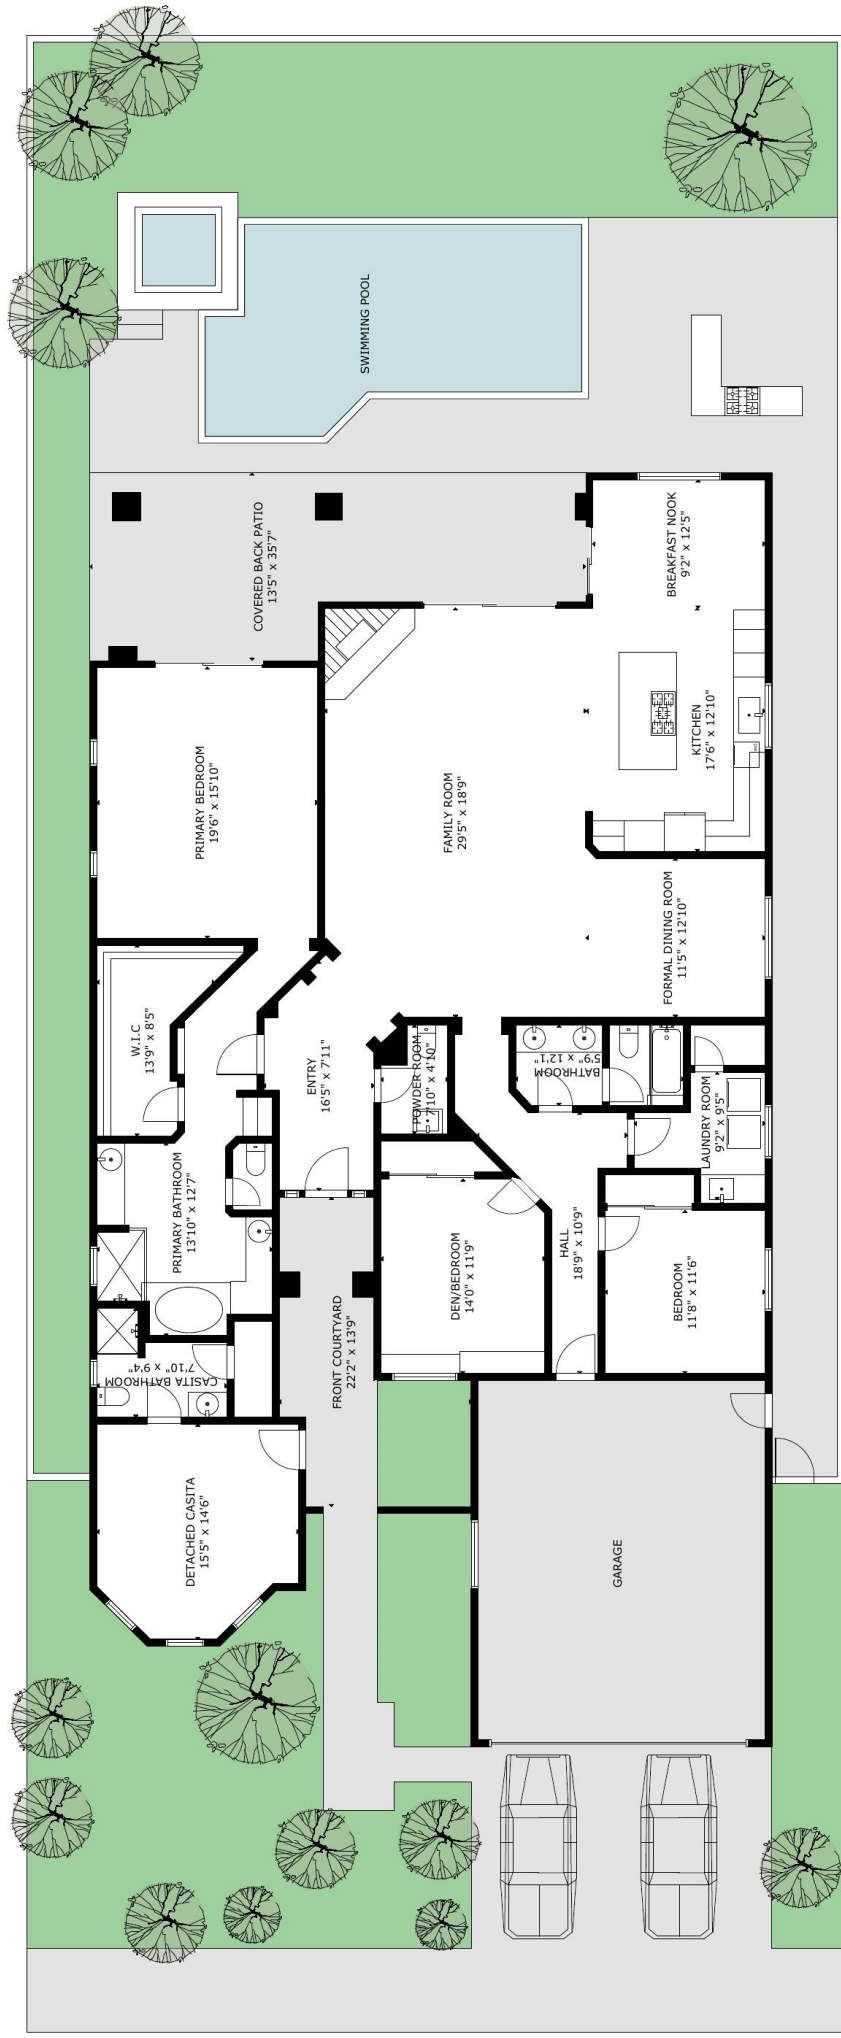 SWIMMING POOL
COVERED BACK PATIO
13'5" x 35'7"
BREAKFAST NOOK
9'2" x 12'5"
PRIMARY BEDROOM
19'6" x 15'10"
FAMILY ROOM
29'5" x 18'9"
KITCHEN
17'6" x 12'10"
FORMAL DINING ROOM
11'5" x 12'10"
W.I.C
13'9" x 8'5"
ENTRY
16'5" x 7'11"
POWDER ROOM
7'10" x 4'10"
BATHROOM
5'9" x 12'1"
LAUNDRY ROOM
9'2" x 9'5"
PRIMARY BATHROOM
13'10" x 12'7"
DEN/BEDROOM
14'0" x 11'9"
HALL
18'9" x 10'9"
BEDROOM
11'8" x 11'6"
CASITA BATHROOM
7'10" x 9'4"
FRONT COURTYARD
22'2" x 13'9"
DETACHED CASITA
15'5" x 14'6"
GARAGE